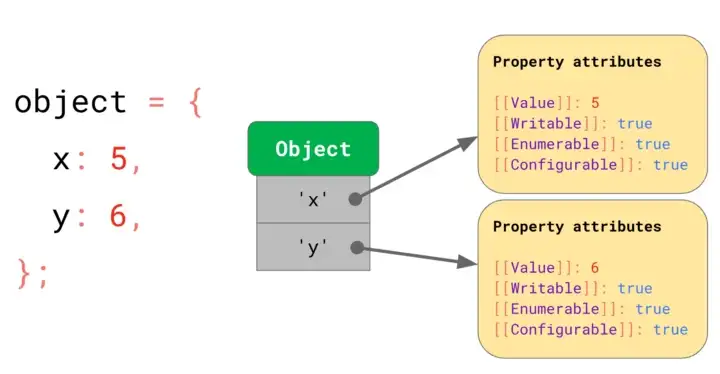 object = {
x: 5,
y: 6,
};
Object
'x'
'y'
Property attributes
[[Value]]: 5
[[Writable]]: true
[[Enumerable]]: true
[[Configurable]]: true
Property attributes
[[Value]]: 6
[[Writable]]: true
[[Enumerable]]: true
[[Configurable]]: true